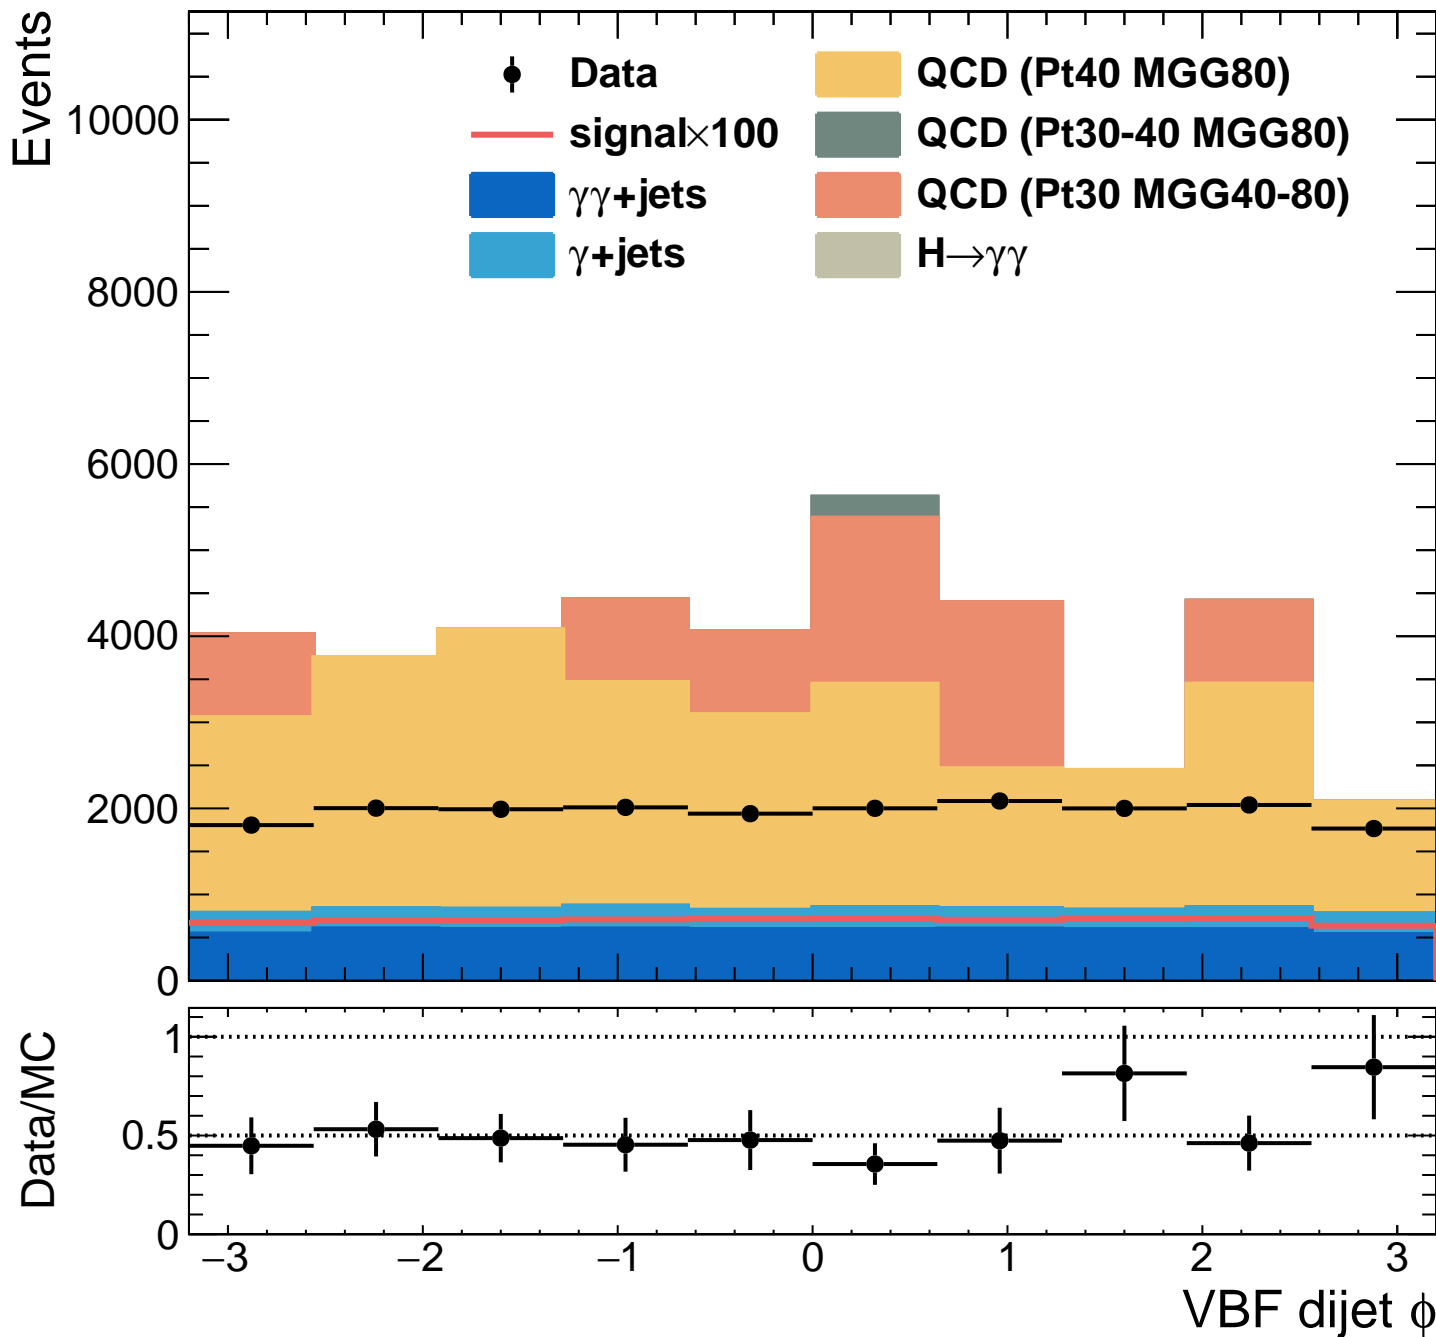 Events
10000
8000
6000
4000
2000
0
Data
signal×100
γγ+jets
γ+jets
QCD (Pt40 MGG80)
QCD (Pt30-40 MGG80)
QCD (Pt30 MGG40-80)
H→γγ
Data/MC
1
0.5
0
−3 −2 −1 0 1 2 3
VBF dijet ϕ